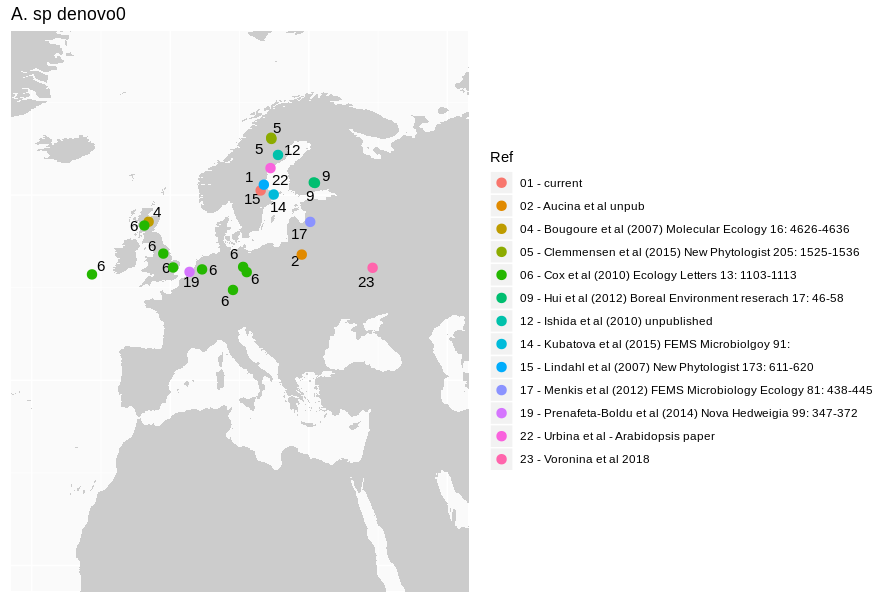 A. sp denovo0
5
5
12
1
22
9
15
9
14
4
6
17
6
6
2
6
6
6
6
19
23
6
Ref
01 - current
02 - Aucina et al unpub
04 - Bougoure et al (2007) Molecular Ecology 16: 4626-4636
05 - Clemmensen et al (2015) New Phytologist 205: 1525-1536
06 - Cox et al (2010) Ecology Letters 13: 1103-1113
09 - Hui et al (2012) Boreal Environment reserach 17: 46-58
12 - Ishida et al (2010) unpublished
14 - Kubatova et al (2015) FEMS Microbiolgoy 91:
15 - Lindahl et al (2007) New Phytologist 173: 611-620
17 - Menkis et al (2012) FEMS Microbiology Ecology 81: 438-445
19 - Prenafeta-Boldu et al (2014) Nova Hedweigia 99: 347-372
22 - Urbina et al - Arabidopsis paper
23 - Voronina et al 2018